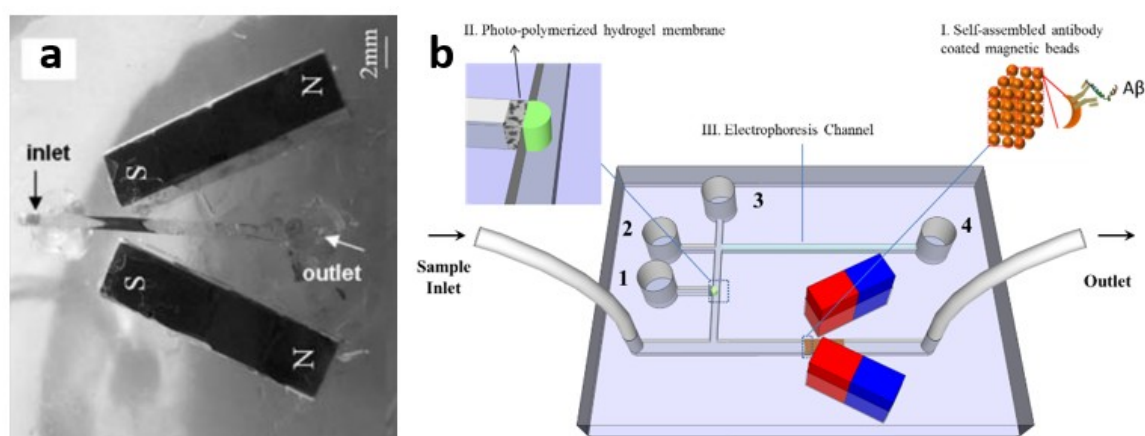 a
N
2mm
S
inlet
outlet
S
N
b
II. Photo-polymerized hydrogel membrane
I. Self-assembled antibody
coated magnetic beads
Aβ
III. Electrophoresis Channel
3
2
4
1
Sample
Inlet
Outlet